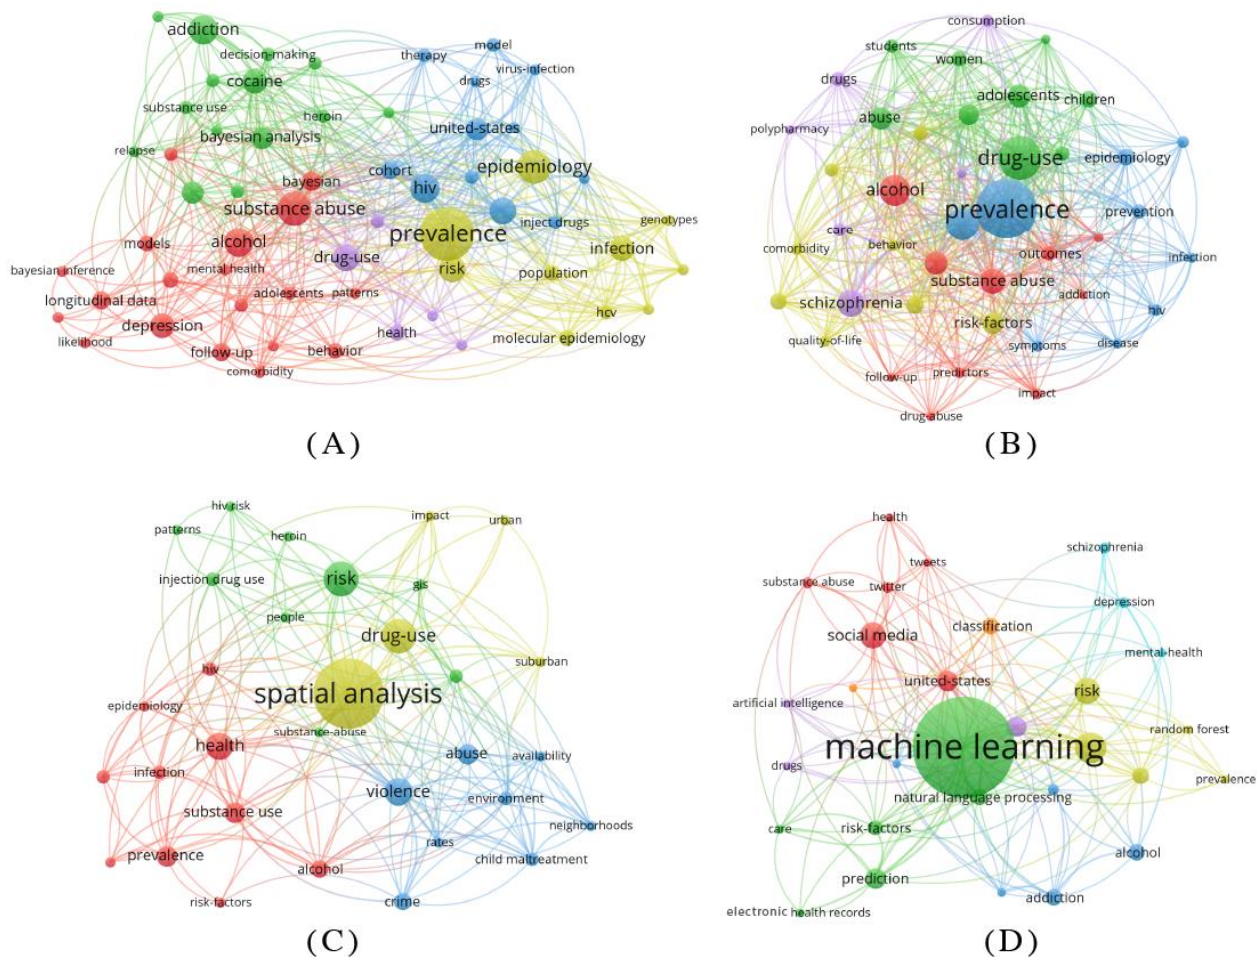 addiction
decision-making
cocaine
substance use
heroin
bayesian analysis
relapse
therapy
model
virus-infection
drugs
united-states
epidemiology
cohort
hiv
bayesian
substance abuse
inject drugs
genotypes
prevalence
infection
models
alcohol
drug-use
risk
mental health
population
bayesian inference
longitudinal data
adolescents
patterns
hcv
depression
health
molecular epidemiology
likelihood
follow-up
behavior
comorbidity
(A)
consumption
students
women
drugs
adolescents
children
abuse
polypharmacy
drug-use
epidemiology
alcohol
prevalence
prevention
care
behavior
comorbidity
outcomes
infection
substance abuse
addiction
schizophrenia
risk-factors
hiv
quality-of-life
symptoms
disease
follow-up
predictors
impact
drug-abuse
(B)
hiv risk
patterns
heroin
impact
urban
injection drug use
risk
gis
people
drug-use
suburban
hiv
spatial analysis
epidemiology
substance-abuse
health
abuse
availability
infection
violence
environment
substance use
neighborhoods
rates
prevalence
child maltreatment
alcohol
risk-factors
crime
(C)
health
schizophrenia
tweets
substance abuse
twitter
depression
classification
social media
mental-health
united-states
risk
artificial intelligence
random forest
machine learning
drugs
prevalence
natural language processing
care
risk-factors
alcohol
prediction
addiction
electronic health records
(D)